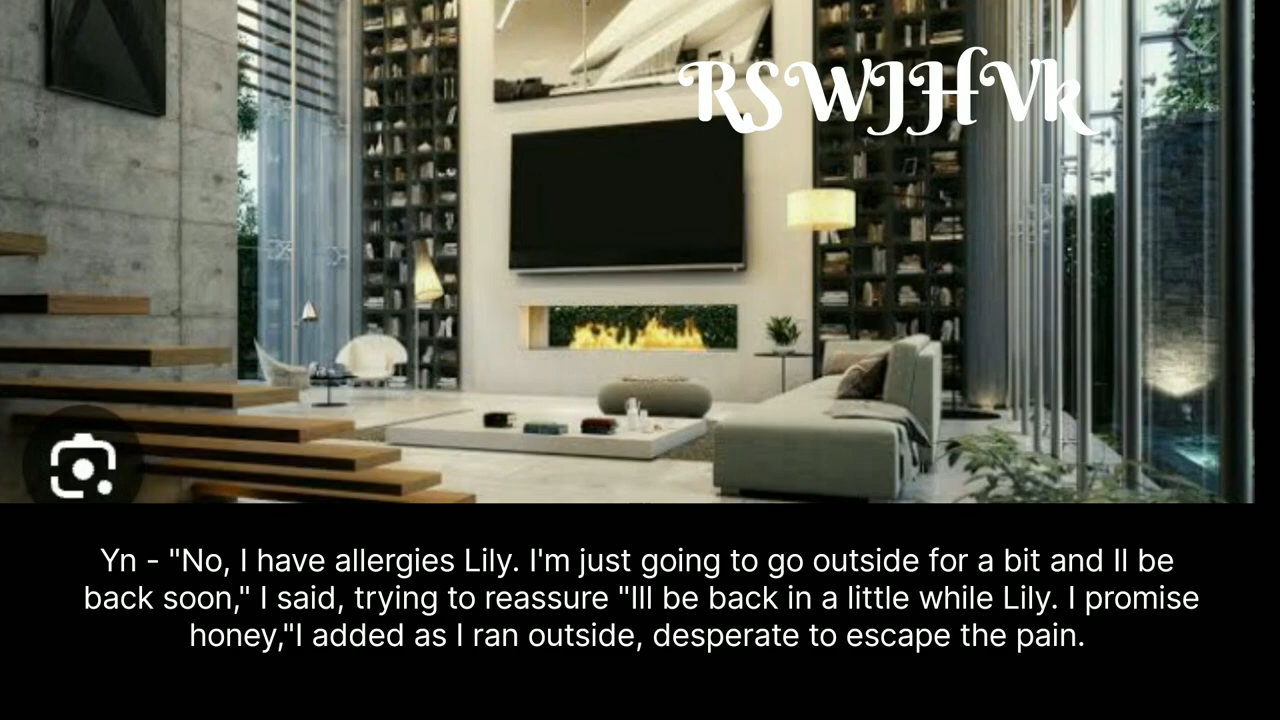 RSWJJHVk
Yn - "No, I have allergies Lily. I'm just going to go outside for a bit and Il be
back soon," I said, trying to reassure "Ill be back in a little while Lily. I promise
honey,"I added as I ran outside, desperate to escape the pain.